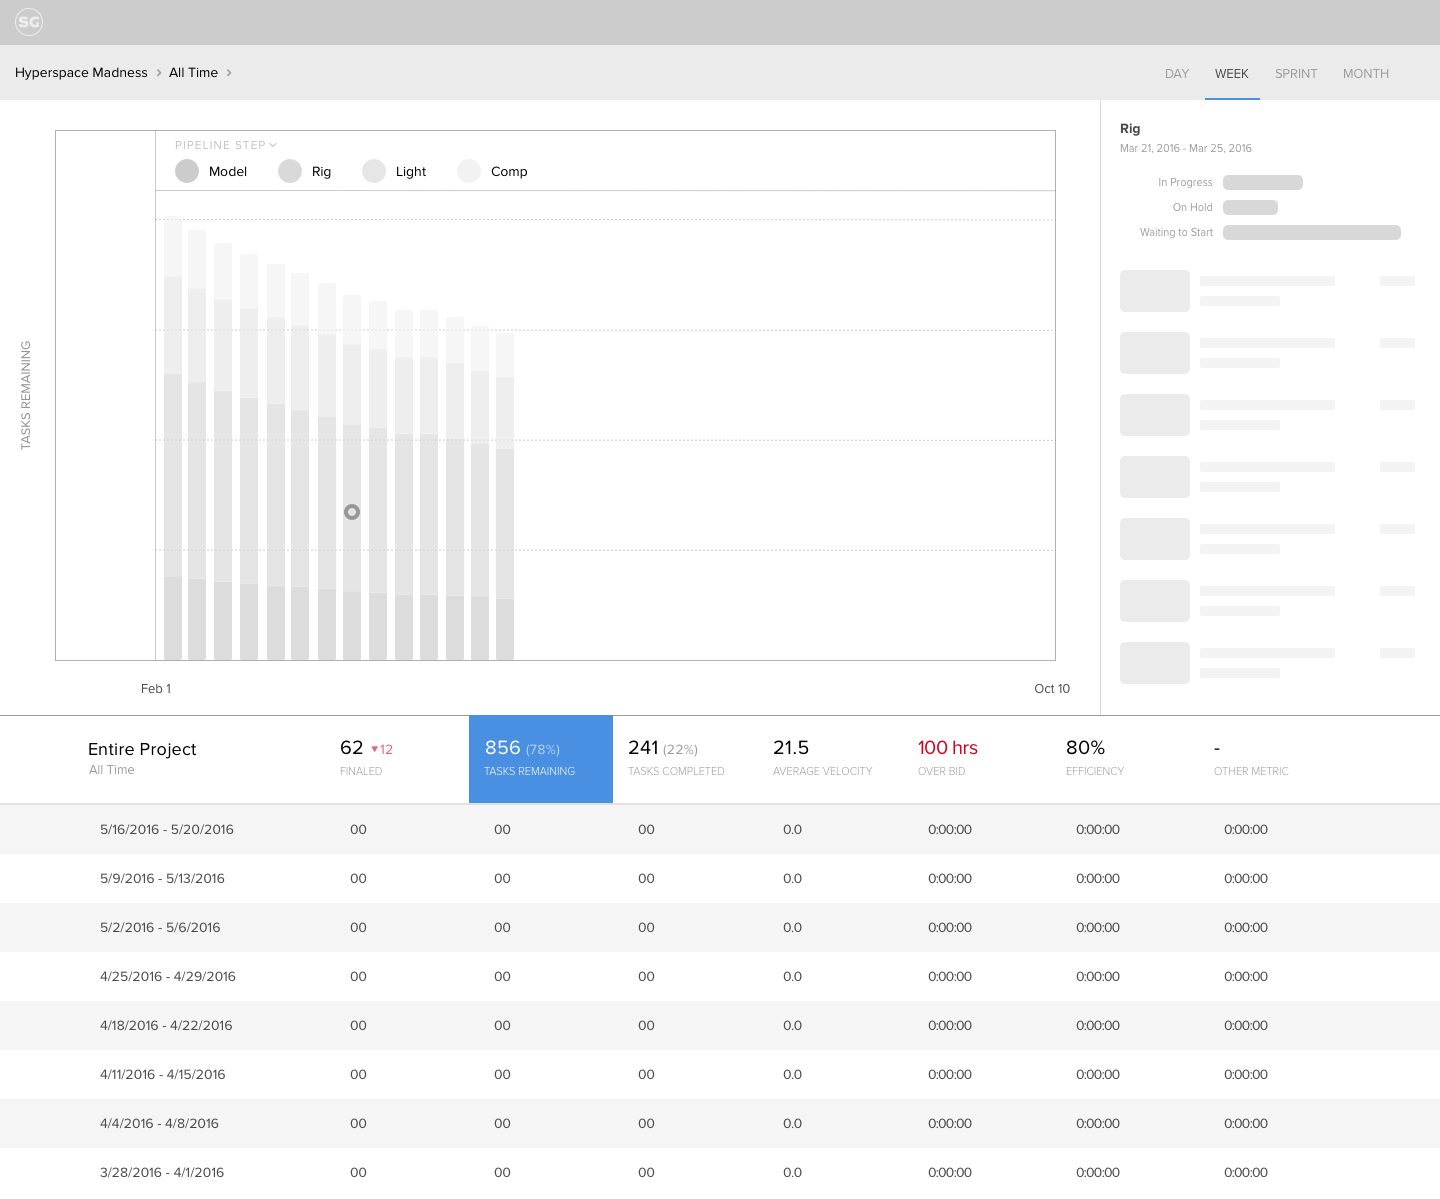 SG
Hyperspace Madness > All Time >
DAY WEEK SPRINT MONTH
PIPELINE STEP
Model Rig Light Comp
TASKS REMAINING
Feb 1 Oct 10
Rig
Mar 21, 2016 - Mar 25, 2016
In Progress
On Hold
Waiting to Start
Entire Project 62 ▼12 856 (78%) 241 (22%) 21.5 100 hrs 80% -
All Time FINALED TASKS REMAINING TASKS COMPLETED AVERAGE VELOCITY OVER BID EFFICIENCY OTHER METRIC
5/16/2016 - 5/20/2016 00 00 00 0.0 0:00:00 0:00:00 0:00:00
5/9/2016 - 5/13/2016 00 00 00 0.0 0:00:00 0:00:00 0:00:00
5/2/2016 - 5/6/2016 00 00 00 0.0 0:00:00 0:00:00 0:00:00
4/25/2016 - 4/29/2016 00 00 00 0.0 0:00:00 0:00:00 0:00:00
4/18/2016 - 4/22/2016 00 00 00 0.0 0:00:00 0:00:00 0:00:00
4/11/2016 - 4/15/2016 00 00 00 0.0 0:00:00 0:00:00 0:00:00
4/4/2016 - 4/8/2016 00 00 00 0.0 0:00:00 0:00:00 0:00:00
3/28/2016 - 4/1/2016 00 00 00 0.0 0:00:00 0:00:00 0:00:00